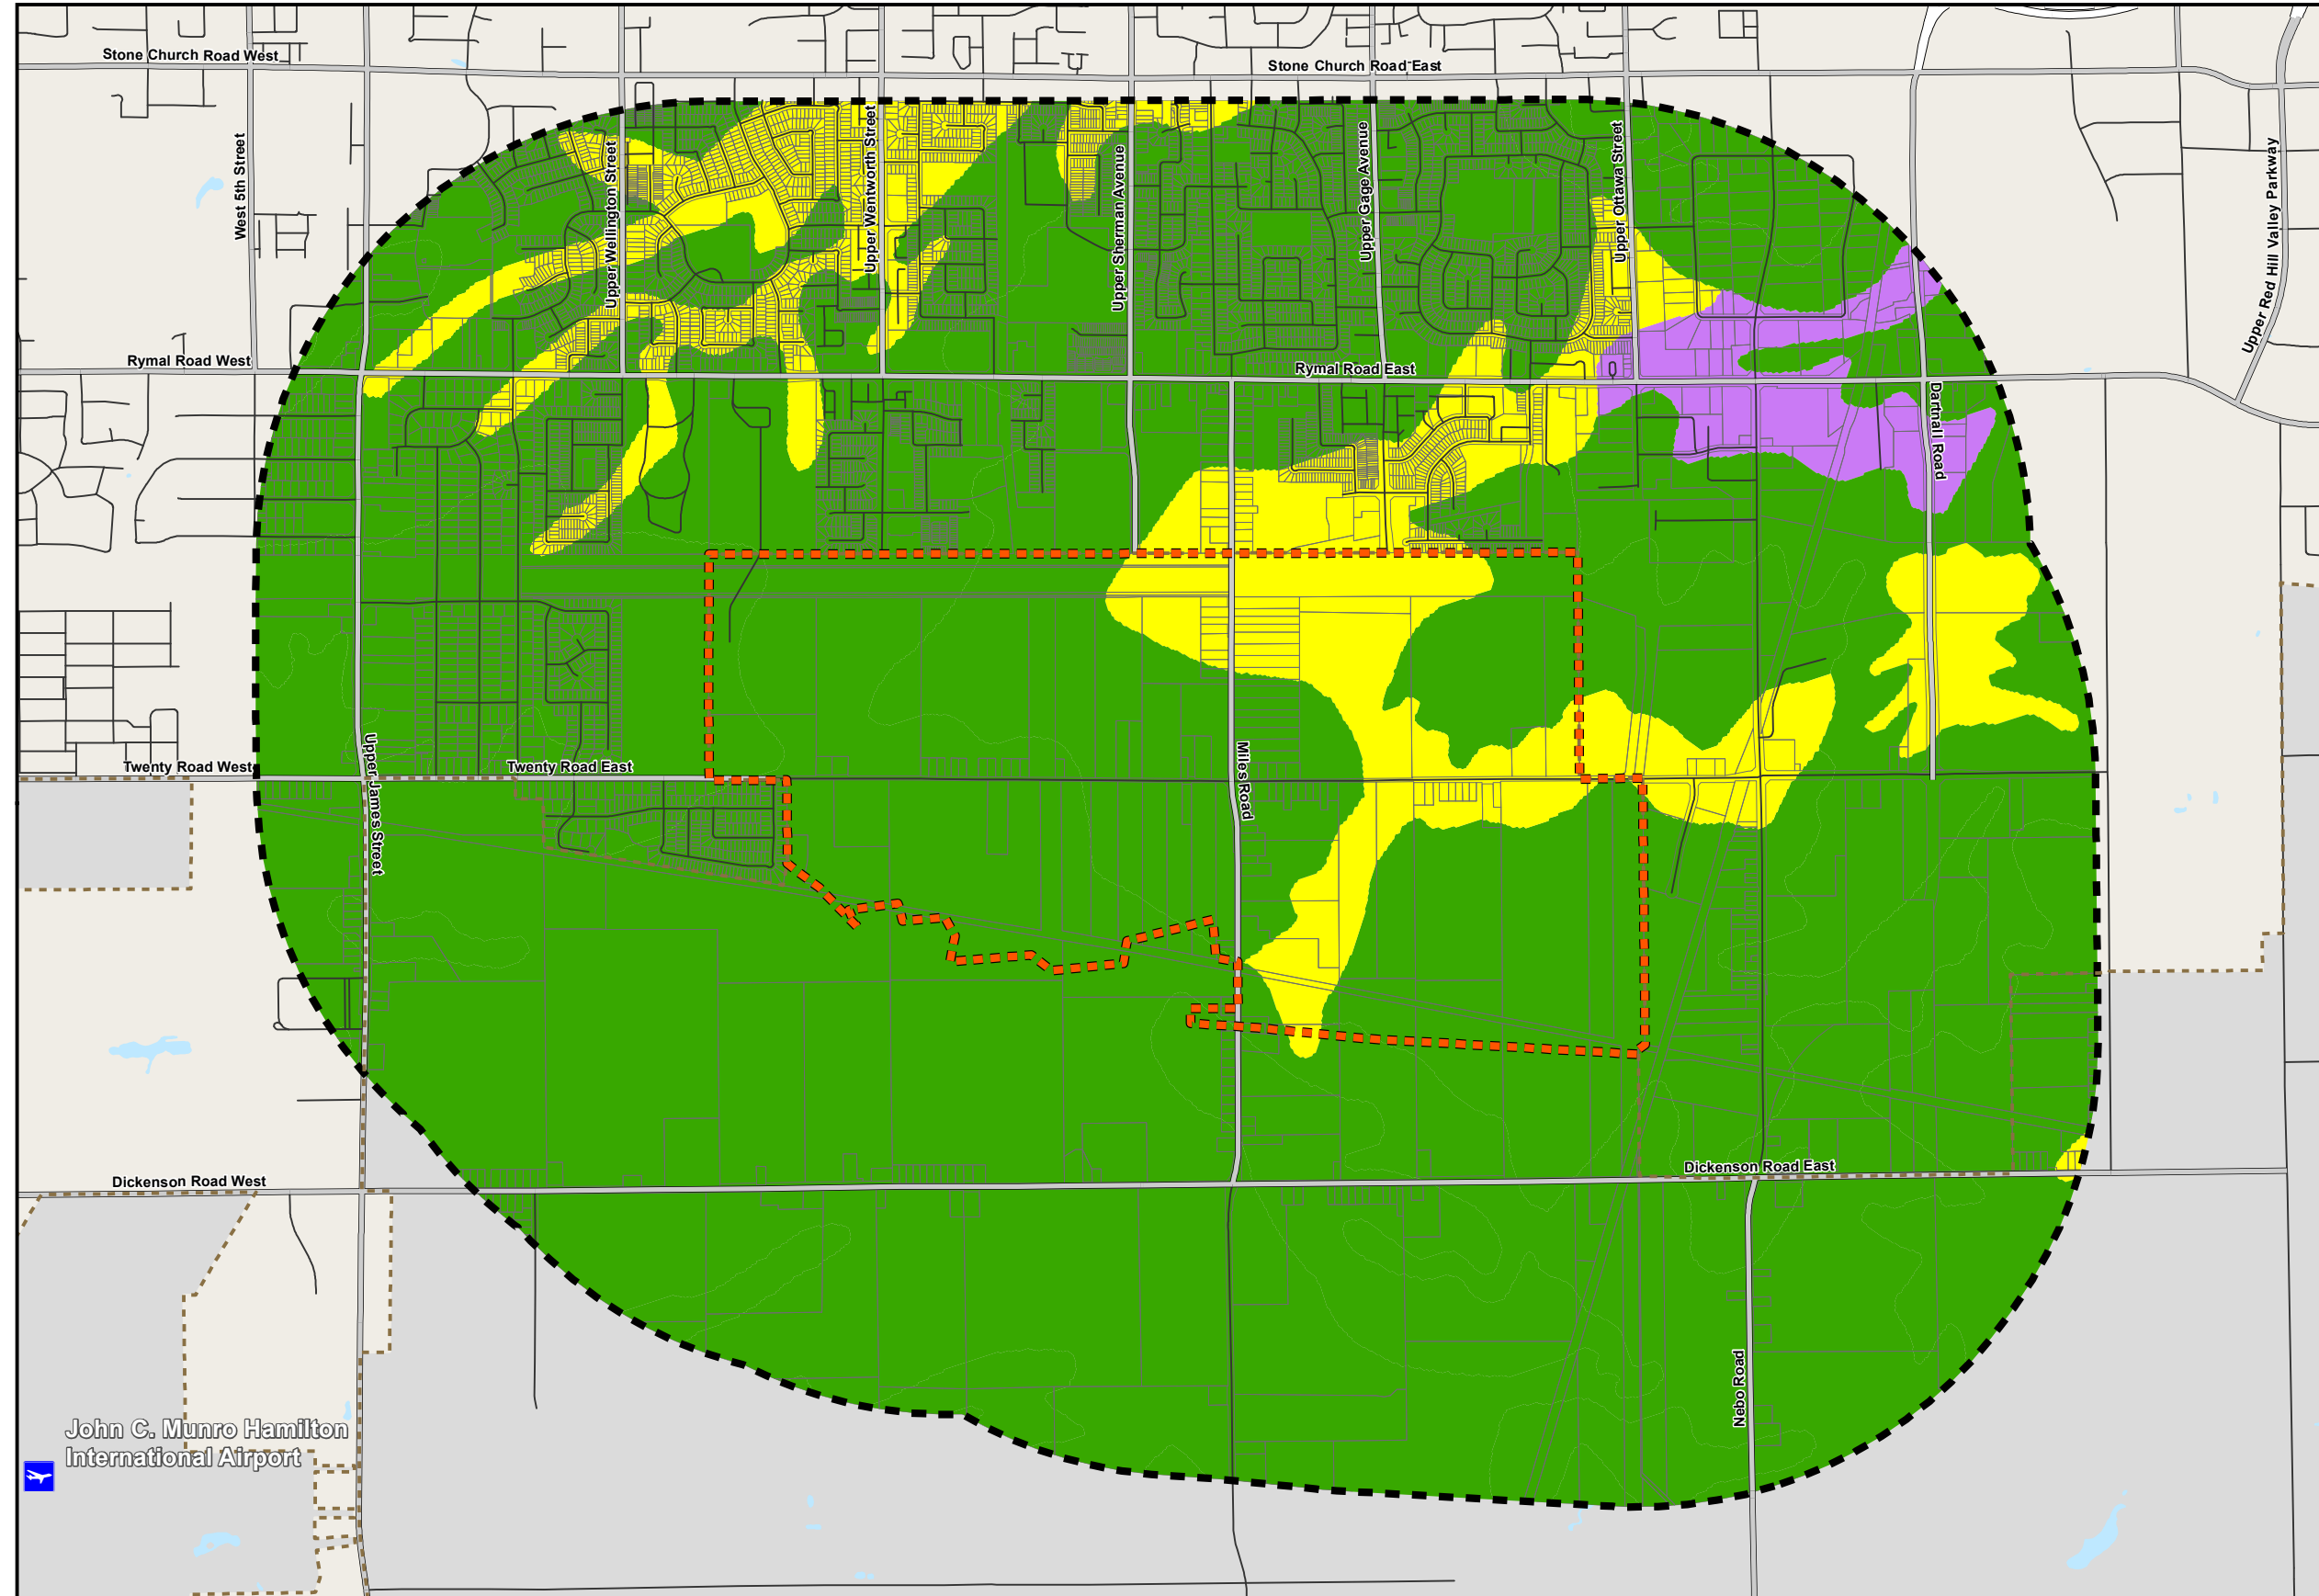 Stone Church Road West
Stone Church Road East
West 5th Street
Upper Wellington Street
Upper Wentworth Street
Upper Sherman Avenue
Upper Gage Avenue
Upper Ottawa Street
Upper Red Hill Valley Parkway
Rymal Road West
Rymal Road East
Dartnall Road
Twenty Road West
Upper James Street
Twenty Road East
Miles Road
Dickenson Road West
Dickenson Road East
Nebo Road
John C. Munro Hamilton
International Airport